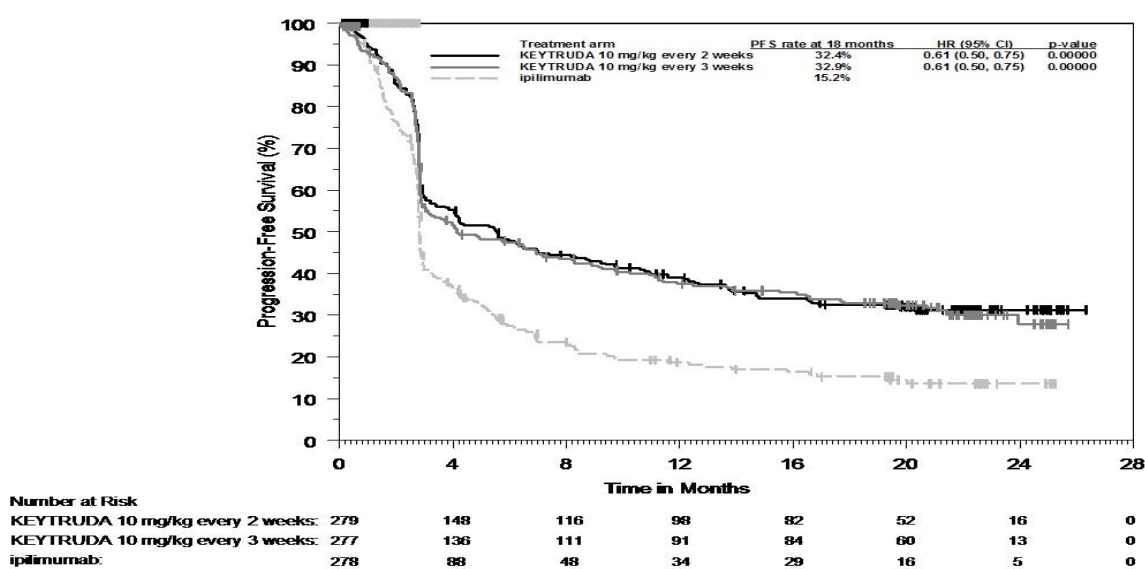 Treatment arm PFS rate at 18 months HR (95% CI) p-value
KEYTRUDA 10 mg/kg every 2 weeks 32.4% 0.61 (0.50, 0.75) 0.00000
KEYTRUDA 10 mg/kg every 3 weeks 32.9% 0.61 (0.50, 0.75) 0.00000
ipilimumab 15.2%
Progression-Free Survival (%)
100
90
80
70
60
50
40
30
20
10
0
0 4 8 12 16 20 24 28
Time in Months
Number at Risk
KEYTRUDA 10 mg/kg every 2 weeks: 279 148 116 98 82 52 16 0
KEYTRUDA 10 mg/kg every 3 weeks: 277 136 111 91 84 60 13 0
ipilimumab: 278 88 48 34 29 16 5 0